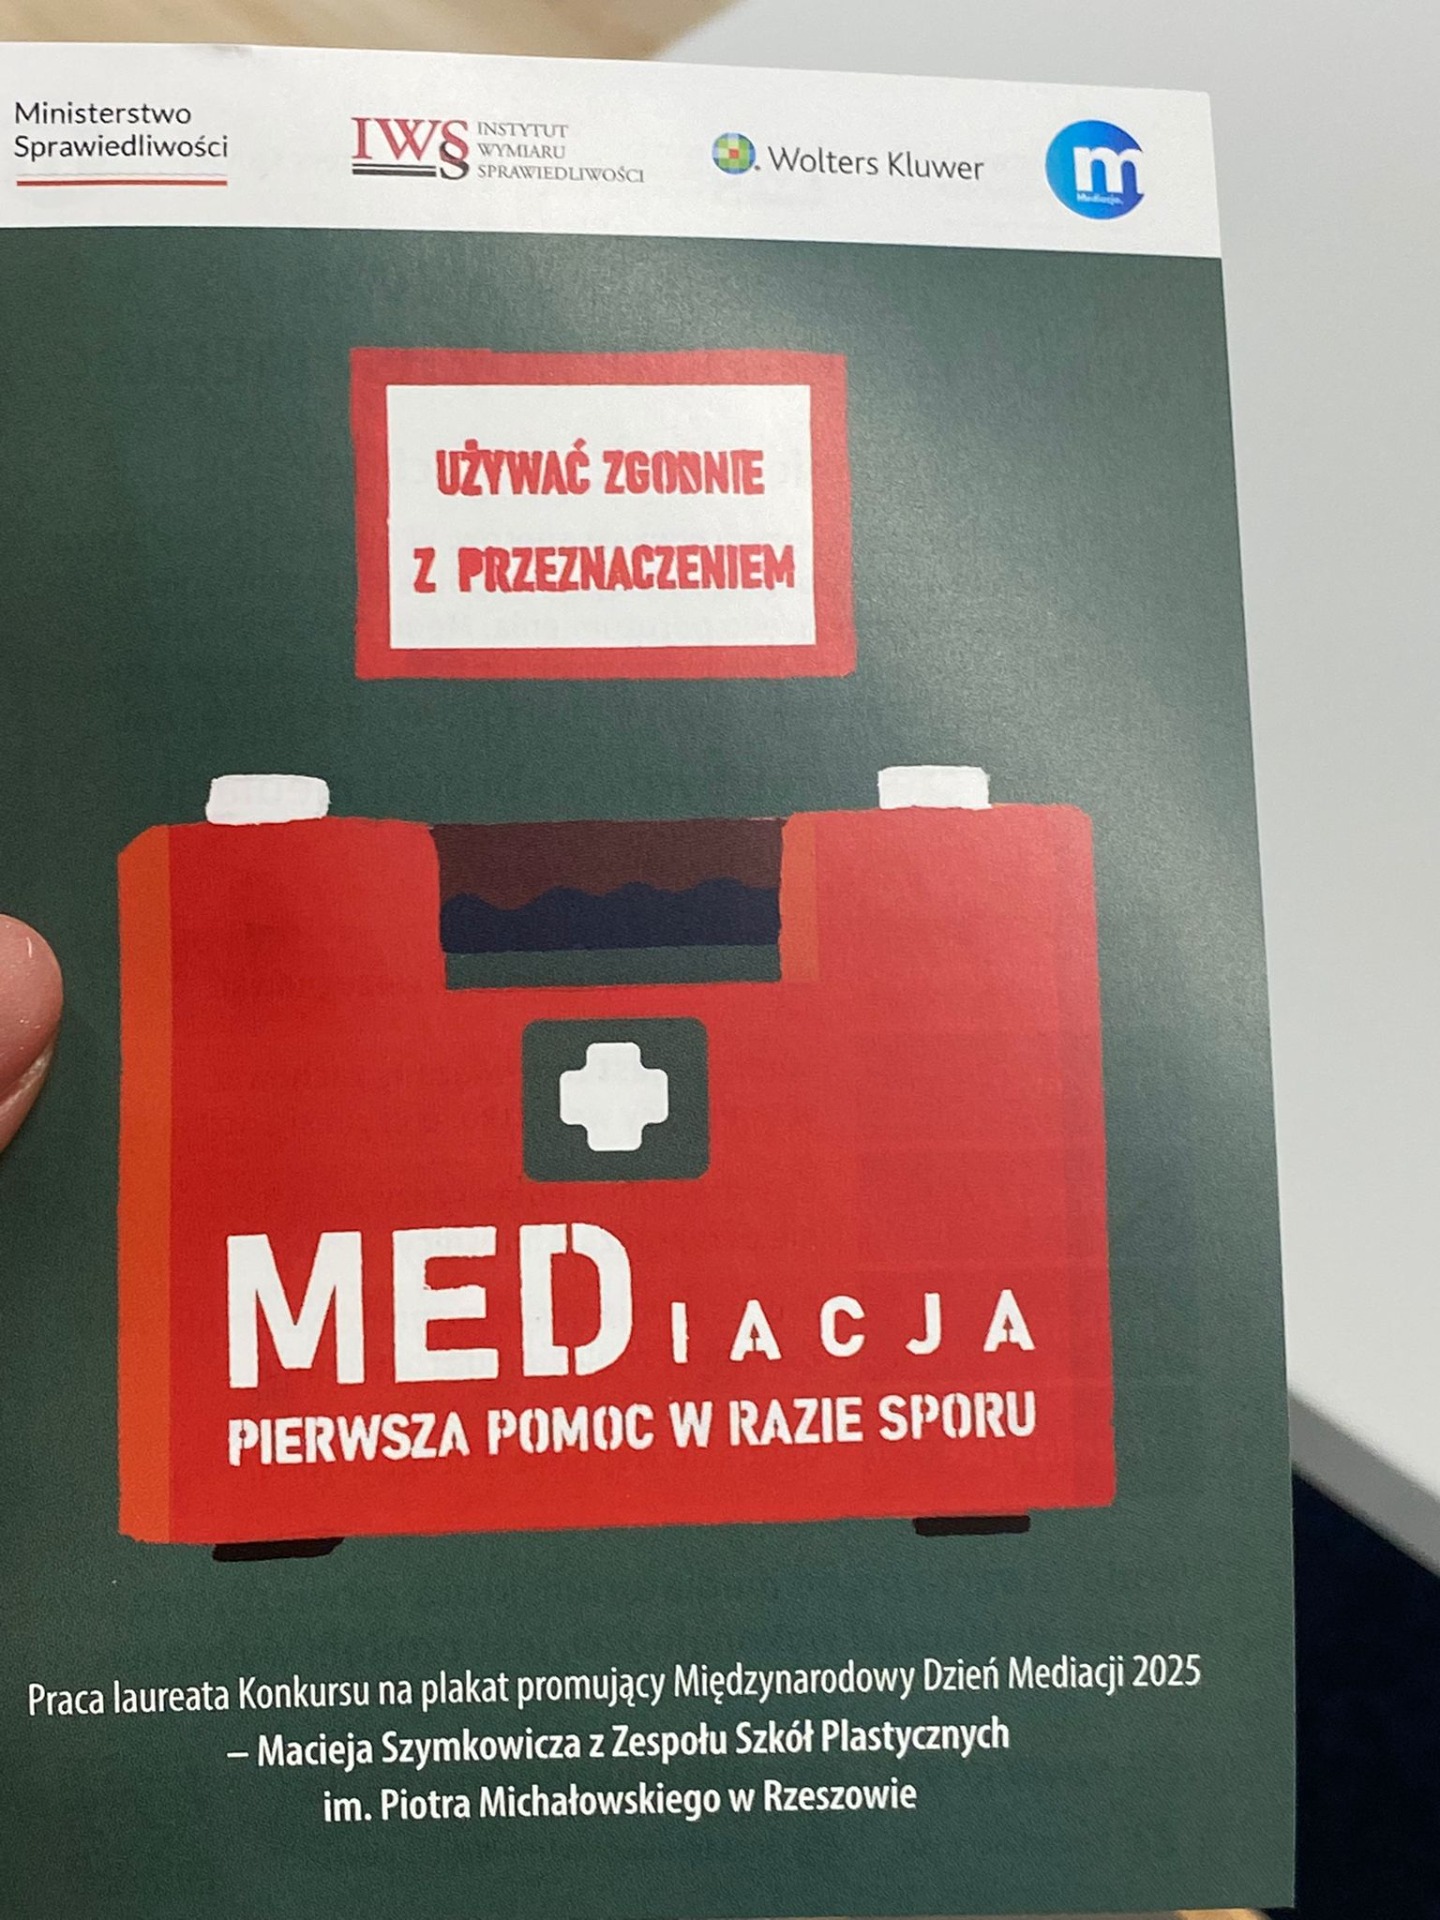 Ministerstwo
Sprawiedliwości
IWS
INSTYTUT
WYMIARU
SPRAWIEDLIWOŚCI
Wolters Kluwer
m
Mediacja.
UŻYWAĆ ZGODNIE
Z PRZEZNACZENIEM
MEDIACJA
PIERWSZA POMOC W RAZIE SPORU
Praca laureata Konkursu na plakat promujący Międzynarodowy Dzień Mediacji 2025
– Macieja Szymkowicza z Zespołu Szkół Plastycznych
im. Piotra Michałowskiego w Rzeszowie